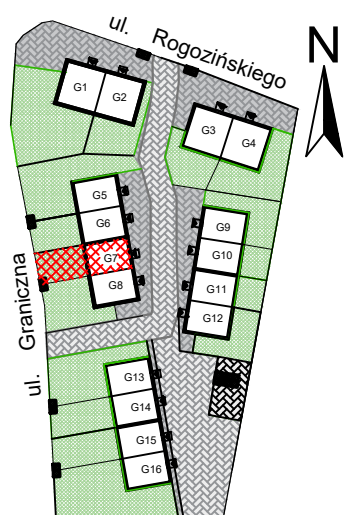 ul. Rogozińskiego
N
G1
G2
G3
G4
G5
G6
G7
G8
G9
G10
G11
G12
ul. Graniczna
G13
G14
G15
G16